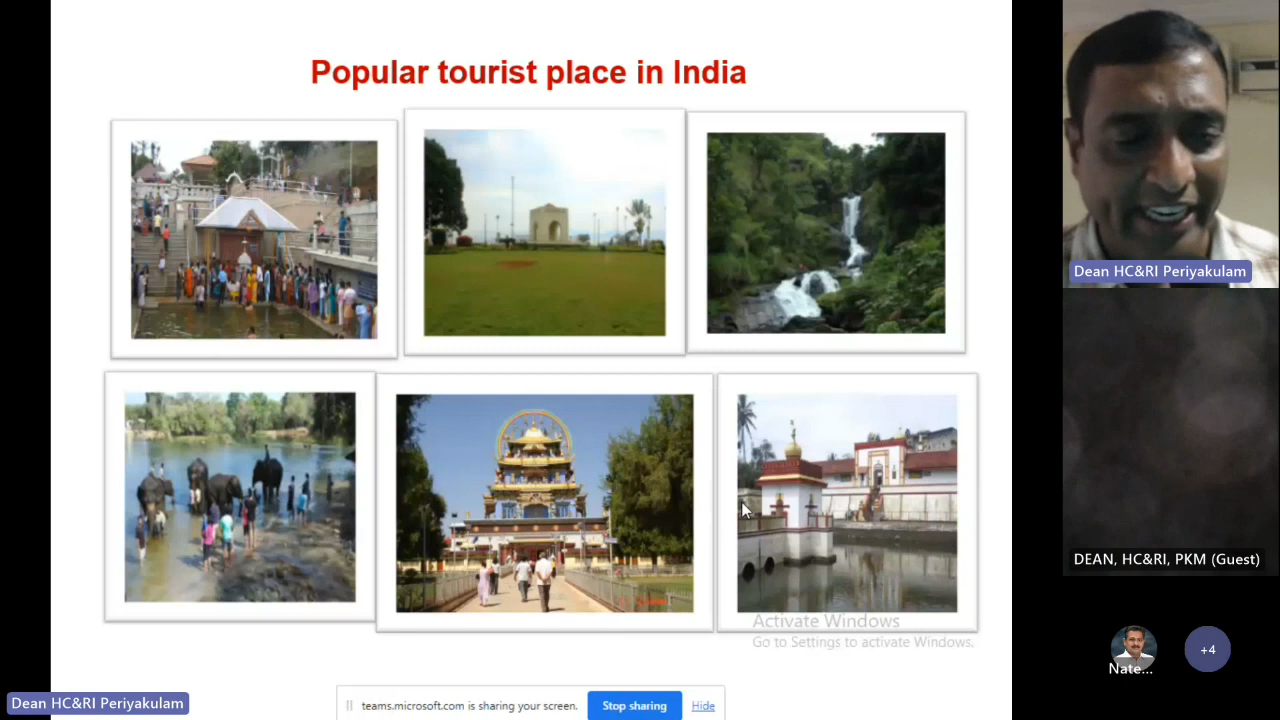 Popular tourist place in India
Dean HC&RI Periyakulam
DEAN, HC&RI, PKM (Guest)
Activate Windows
Go to Settings to activate Windows.
Nate...
+4
Dean HC&RI Periyakulam
teams.microsoft.com is sharing your screen.
Stop sharing
Hide